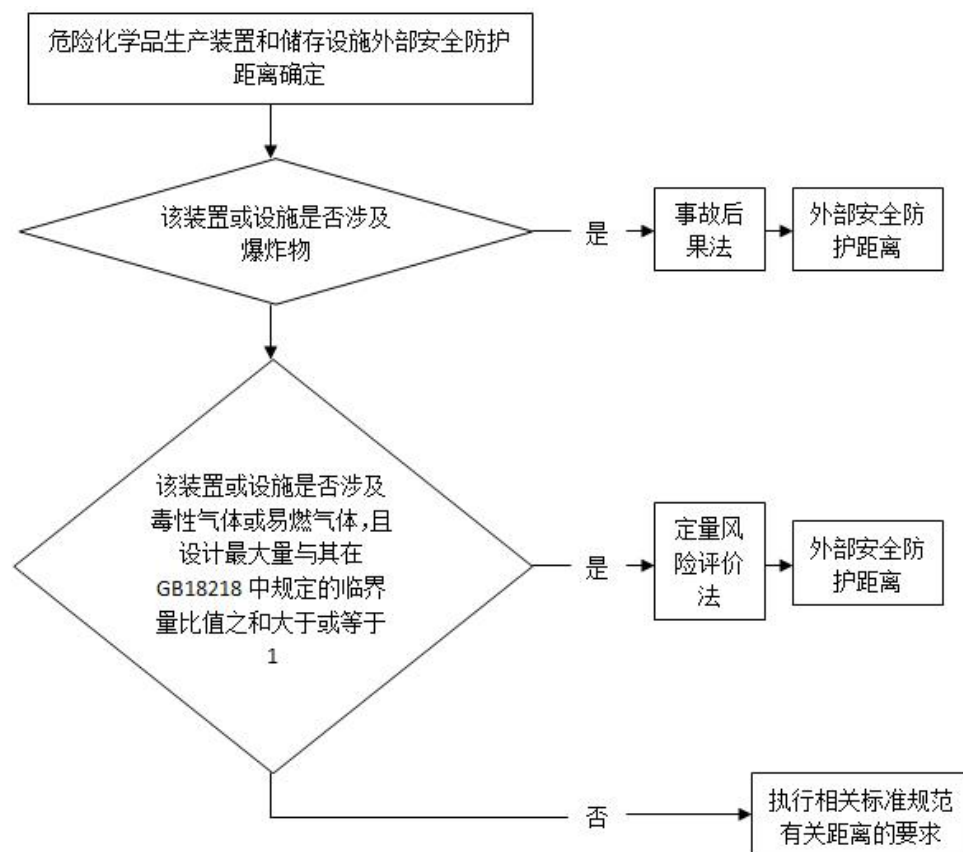 危险化学品生产装置和储存设施外部安全防护
距离确定
该装置或设施是否涉及
爆炸物
是
事故后
果法
外部安全防
护距离
该装置或设施是否涉及
毒性气体或易燃气体,且
设计最大量与其在
GB18218 中规定的临界
量比值之和大于或等于
1
是
定量风
险评价
法
外部安全防
护距离
否
执行相关标准规范
有关距离的要求